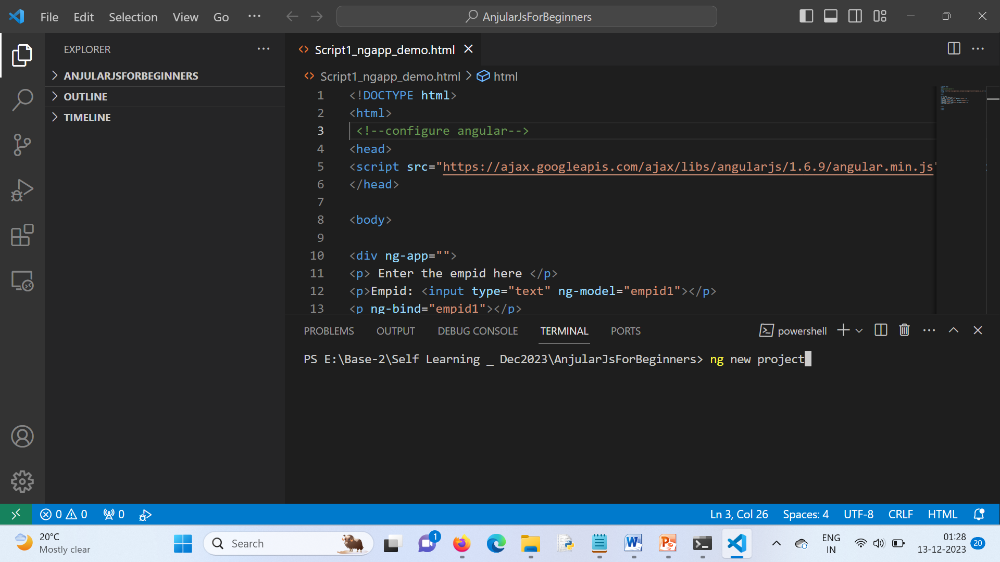 File Edit Selection View Go ···
AnjularJsForBeginners
EXPLORER
ANJULARJSFORBEGINNERS
OUTLINE
TIMELINE
Script1_ngapp_demo.html
Script1_ngapp_demo.html > html
1 <!DOCTYPE html>
2 <html>
3 <!--configure angular-->
4 <head>
5 <script src="https://ajax.googleapis.com/ajax/libs/angularjs/1.6.9/angular.min.js"
6 </head>
7
8 <body>
9
10 <div ng-app="">
11 <p> Enter the empid here </p>
12 <p>Empid: <input type="text" ng-model="empid1"></p>
13 <p ng-bind="empid1"></p>
PROBLEMS OUTPUT DEBUG CONSOLE TERMINAL PORTS
powershell
PS E:\Base-2\Self Learning _ Dec2023\AnjularJsForBeginners> ng new project
0 0 0
Ln 3, Col 26 Spaces: 4 UTF-8 CRLF HTML
20°C
Mostly clear
Search
1
ENG
IN
01:28
13-12-2023
20